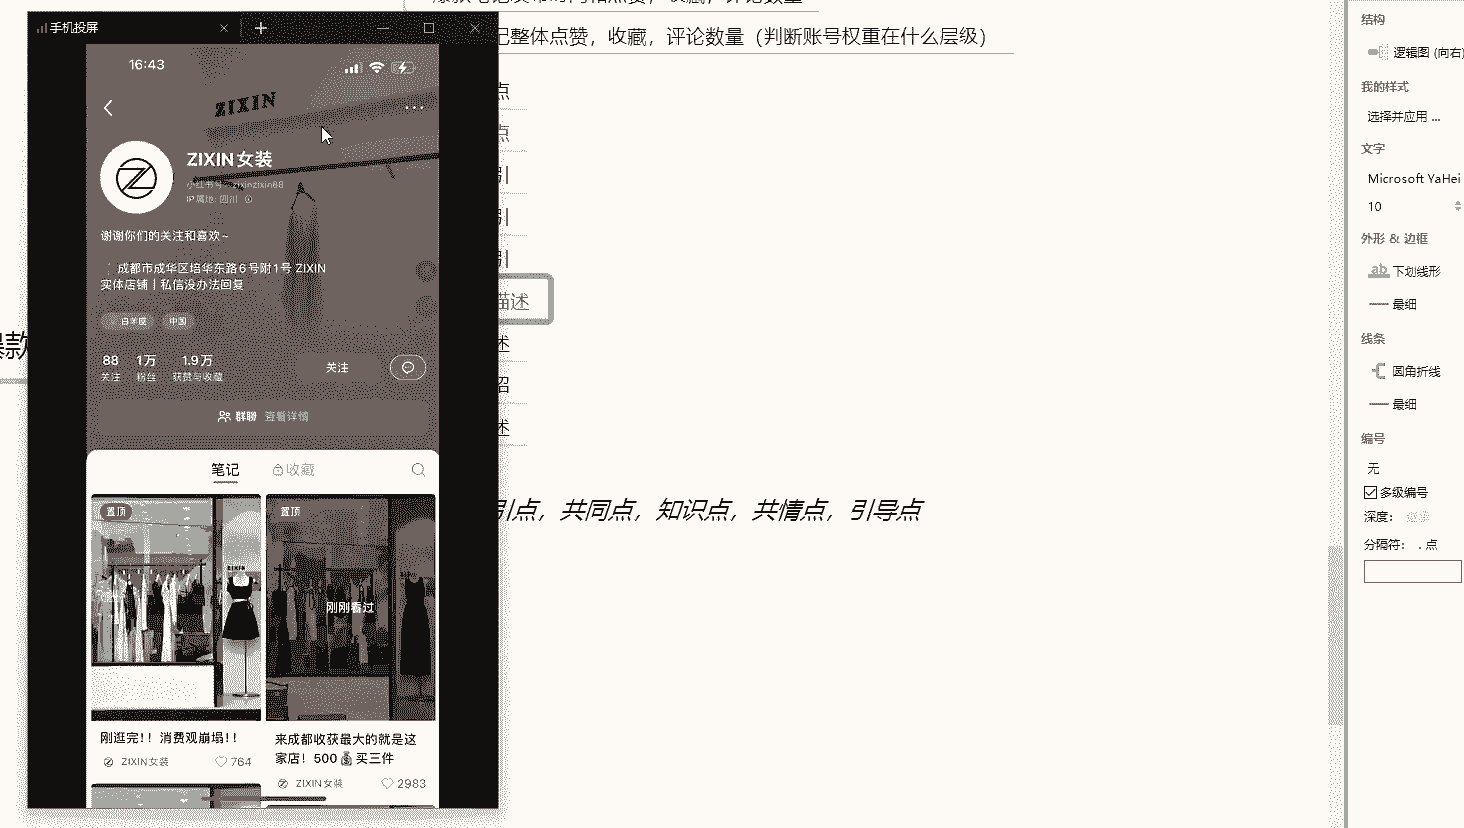 手机投屏
16:43
ZIXIN
ZIXIN女装
小红书号：zixinzixin68
IP属地：四川
谢谢你们的关注和喜欢~
成都市成华区培华东路6号附1号 ZIXIN
实体店铺｜私信没办法回复
白羊座
中国
88 1万 1.9万
关注 粉丝 获赞与收藏
关注
群聊 查看详情
笔记 收藏
置顶
置顶
刚刚看过
刚逛完！！消费观崩塌！！
ZIXIN女装 764
来成都收获最大的就是这
家店！500💰买三件
ZIXIN女装 2983
记整体点赞，收藏，评论数量（判断账号权重在什么层级）
点
点
引
引
引
描述
述
绍
述
爆款
引点，共同点，知识点，共情点，引导点
结构
逻辑图 (向右)
我的样式
选择并应用 ...
文字
Microsoft YaHei
10
外形 & 边框
下划线形
最细
线条
圆角折线
最细
编号
无
多级编号
深度：
分隔符： . 点